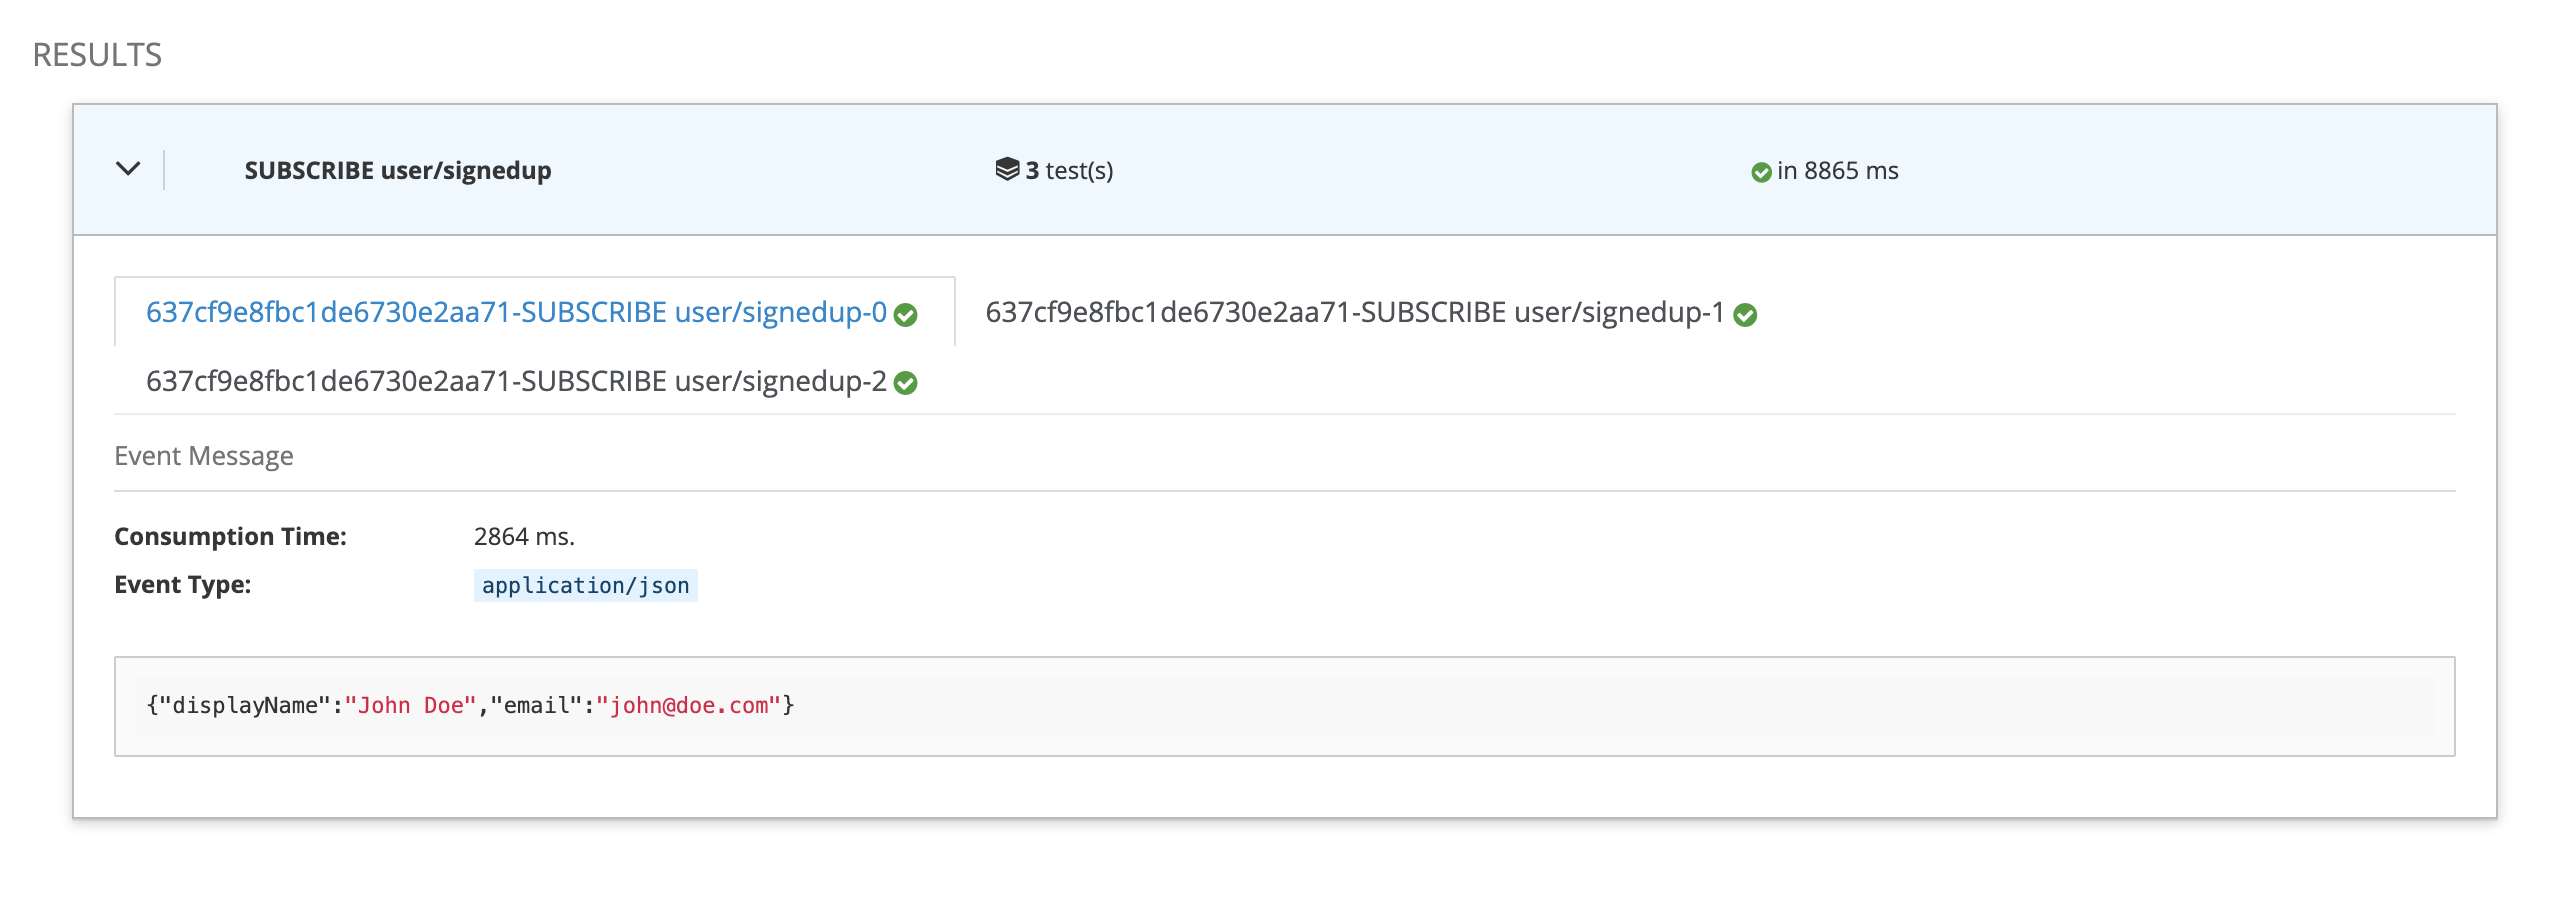 RESULTS
SUBSCRIBE user/signedup 3 test(s) in 8865 ms
637cf9e8fbc1de6730e2aa71-SUBSCRIBE user/signedup-0 637cf9e8fbc1de6730e2aa71-SUBSCRIBE user/signedup-1
637cf9e8fbc1de6730e2aa71-SUBSCRIBE user/signedup-2
Event Message
Consumption Time: 2864 ms.
Event Type: application/json
{"displayName":"John Doe","email":"john@doe.com"}